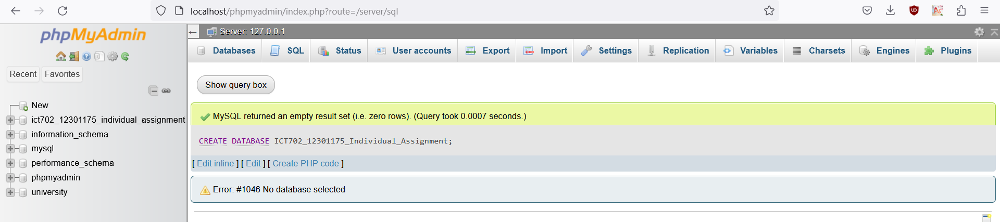 localhost/phpmyadmin/index.php?route=/server/sql
phpMyAdmin
Recent Favorites
New
ict702_12301175_individual_assignment
information_schema
mysql
performance_schema
phpmyadmin
university
← Server: 127.0.0.1
Databases SQL Status User accounts Export Import Settings Replication Variables Charsets Engines Plugins
Show query box
MySQL returned an empty result set (i.e. zero rows). (Query took 0.0007 seconds.)
CREATE DATABASE ICT702_12301175_Individual_Assignment;
[ Edit inline ] [ Edit ] [ Create PHP code ]
Error: #1046 No database selected